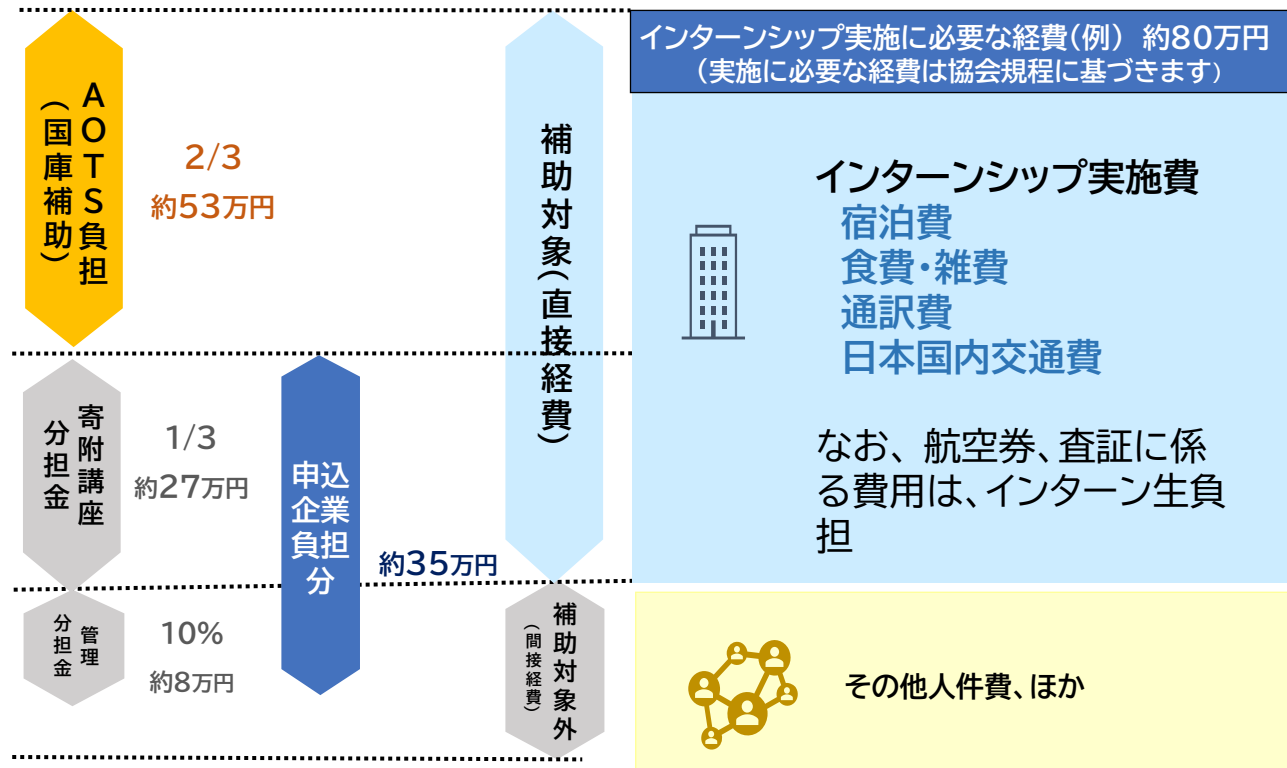 AOTS負担
(国庫補助)
2/3
約53万円
寄附講座
分担金
1/3
約27万円
管理
分担金
10%
約8万円
申込
企業
負担
分
約35万円
補助対象(直接経費)
補助対象外
(間接経費)
インターンシップ実施に必要な経費(例) 約80万円
(実施に必要な経費は協会規程に基づきます)
インターンシップ実施費
宿泊費
食費・雑費
通訳費
日本国内交通費
なお、航空券、査証に係
る費用は、インターン生負
担
その他人件費、ほか